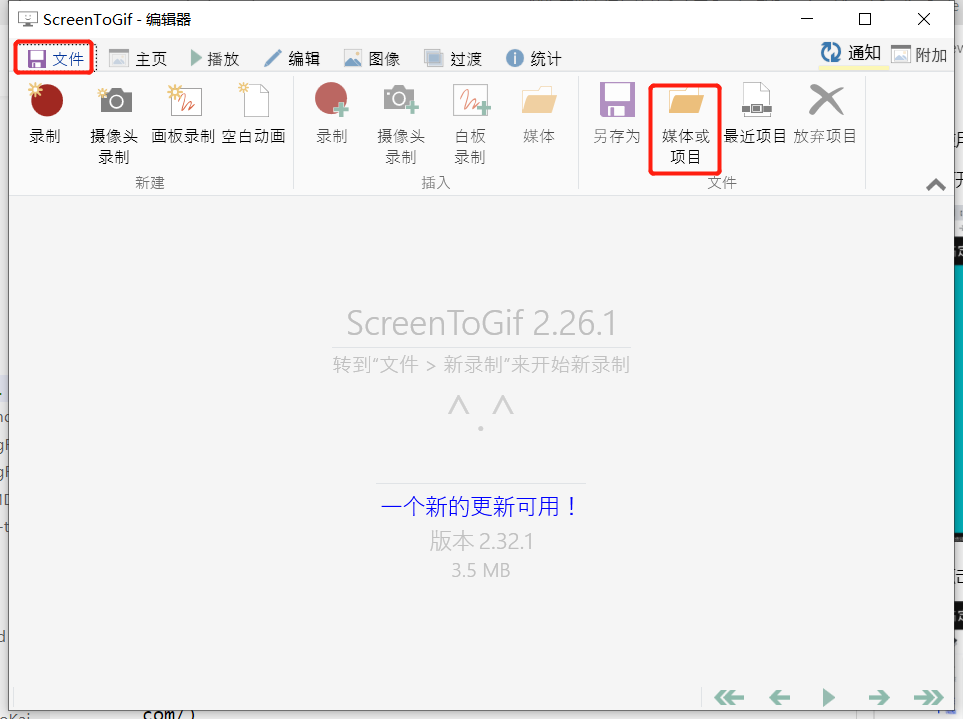 ScreenToGif - 编辑器
文件 主页 播放 编辑 图像 过渡 统计 通知 附加
录制 摄像头录制 画板录制 空白动画 录制 摄像头录制 白板录制 媒体 另存为 媒体或项目 最近项目 放弃项目
新建 插入 文件
ScreenToGif 2.26.1
转到“文件 > 新录制”来开始新录制
^ . ^
一个新的更新可用！
版本 2.32.1
3.5 MB
com/)